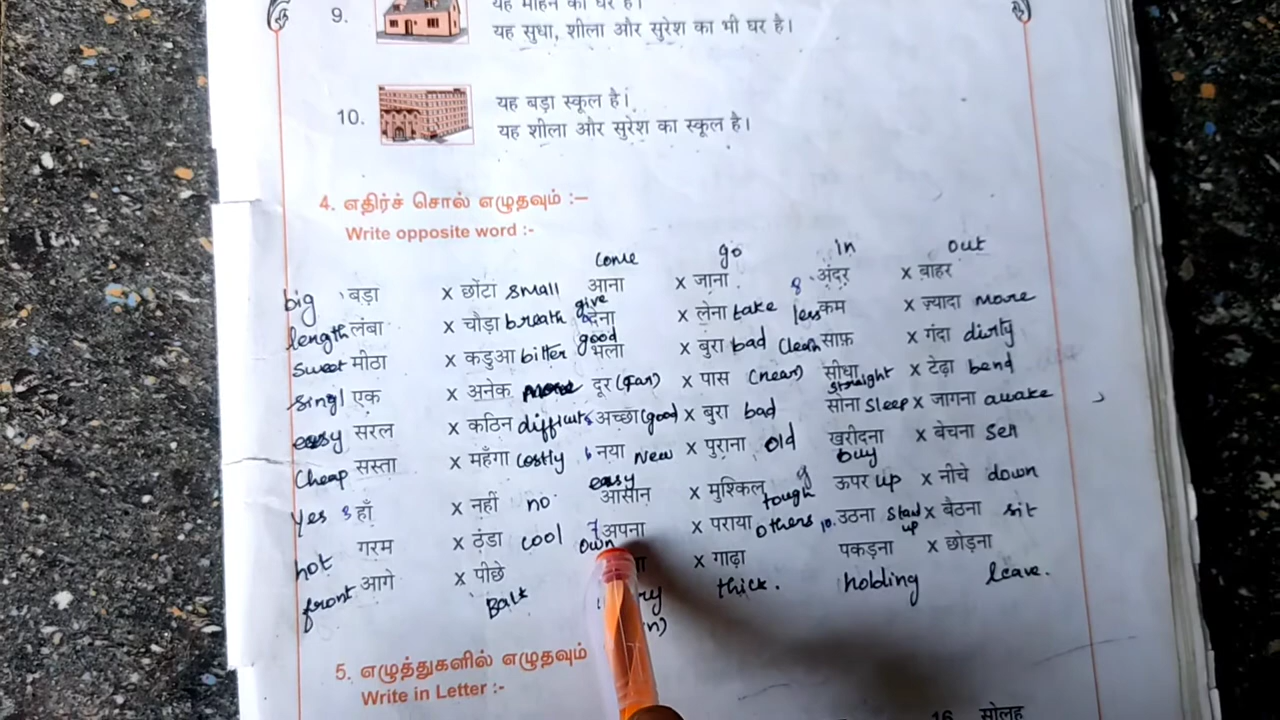 9. यह मोहन का घर है।
यह सुधा, शीला और सुरेश का भी घर है।
10. यह बड़ा स्कूल है।
यह शीला और सुरेश का स्कूल है।
4. எதிர்ச் சொல் எழுதவும் :–
Write opposite word :-
come go in out
big बड़ा x छोटा small आना x जाना 8. अंदर x बाहर
length लंबा x चौड़ा breath give देना x लेना take less कम x ज़्यादा more
sweet मीठा x कडुआ bitter good भला x बुरा bad clean साफ़ x गंदा dirty
singl एक x अनेक more दूर (far) x पास (near) सीधा straight x टेढ़ा bend
easy सरल x कठिन difficult अच्छा (good x बुरा bad सोना sleep x जागना awake
cheap सस्ता x महँगा costly नया new x पुराना old खरीदना buy x बेचना sell
yes 3 हाँ x नहीं no easy आसान x मुश्किल tough ऊपर up x नीचे down
hot गरम x ठंडा cool 7 अपना own x पराया others 10. उठना stand up x बैठना sit
front आगे x पीछे Back x गाढ़ा thick. पकड़ना holding x छोड़ना leave.
5. எழுத்துகளில் எழுதவும்
Write in Letter :-
16 सोलह